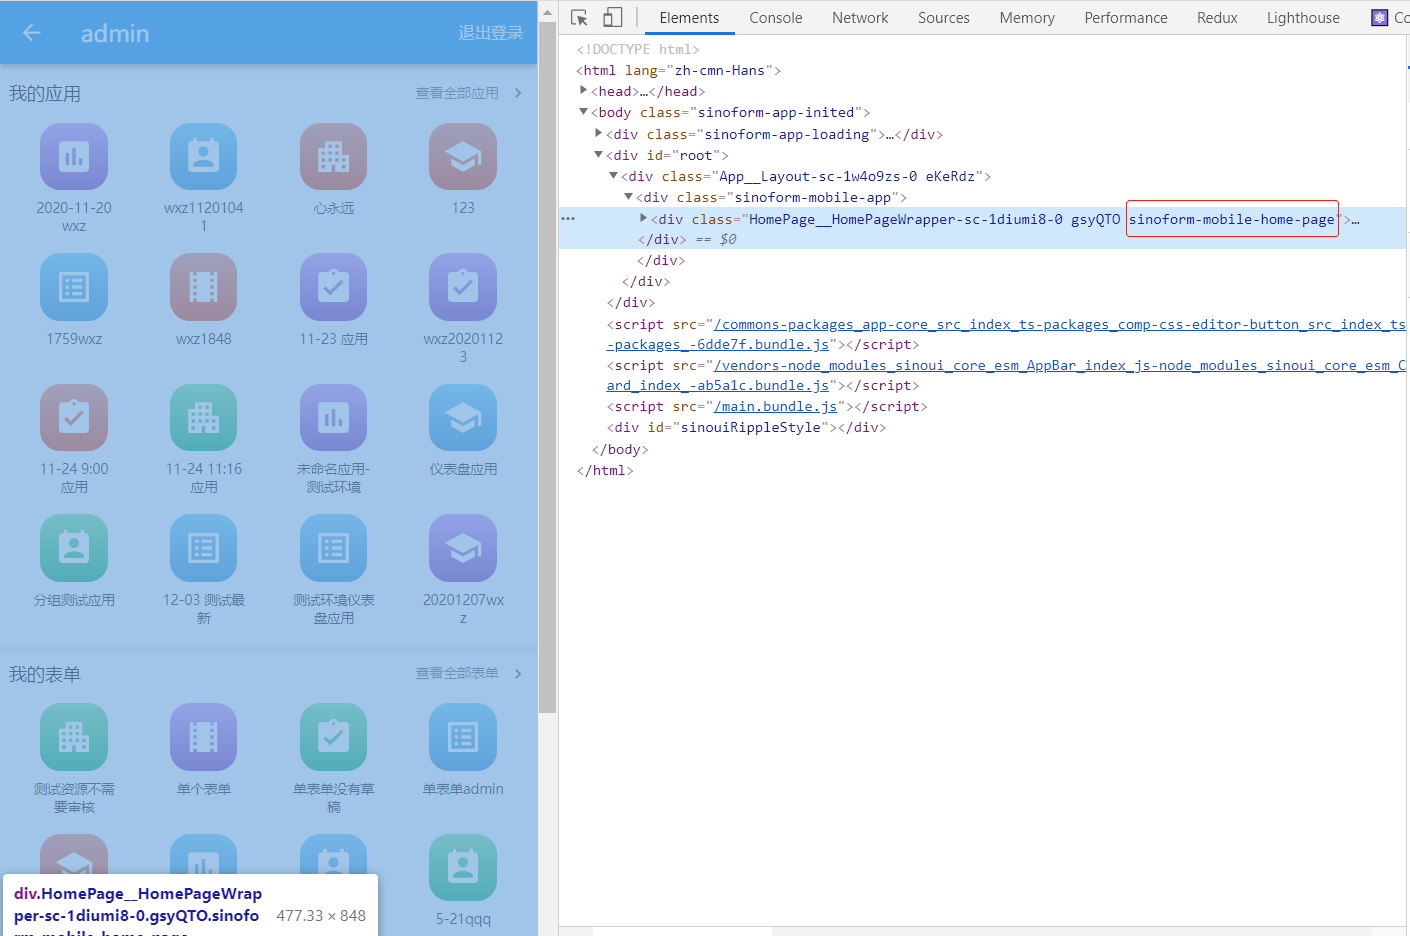 admin
退出登录
我的应用
查看全部应用
2020-11-20
wxz
wxz1120104
1
心永远
123
1759wxz
wxz1848
11-23 应用
wxz2020112
3
11-24 9:00
应用
11-24 11:16
应用
未命名应用-
测试环境
仪表盘应用
分组测试应用
12-03 测试最
新
测试环境仪表
盘应用
20201207wx
z
我的表单
查看全部表单
测试资源不需
要审核
单个表单
单表单没有草
稿
单表单admin
5-21qqq
div.HomePage__HomePageWrap
per-sc-1diumi8-0.gsyQTO.sinofo
rm-mobile-home-page
477.33 × 848
Elements Console Network Sources Memory Performance Redux Lighthouse Co
<!DOCTYPE html>
<html lang="zh-cmn-Hans">
<head>…</head>
<body class="sinoform-app-inited">
<div class="sinoform-app-loading">…</div>
<div id="root">
<div class="App__Layout-sc-1w4o9zs-0 eKeRdz">
<div class="sinoform-mobile-app">
<div class="HomePage__HomePageWrapper-sc-1diumi8-0 gsyQTO sinoform-mobile-home-page">…
</div> == $0
</div>
</div>
</div>
<script src="/commons-packages_app-core_src_index_ts-packages_comp-css-editor-button_src_index_ts
-packages_-6dde7f.bundle.js"></script>
<script src="/vendors-node_modules_sinoui_core_esm_AppBar_index_js-node_modules_sinoui_core_esm_C
ard_index_-ab5a1c.bundle.js"></script>
<script src="/main.bundle.js"></script>
<div id="sinouiRippleStyle"></div>
</body>
</html>